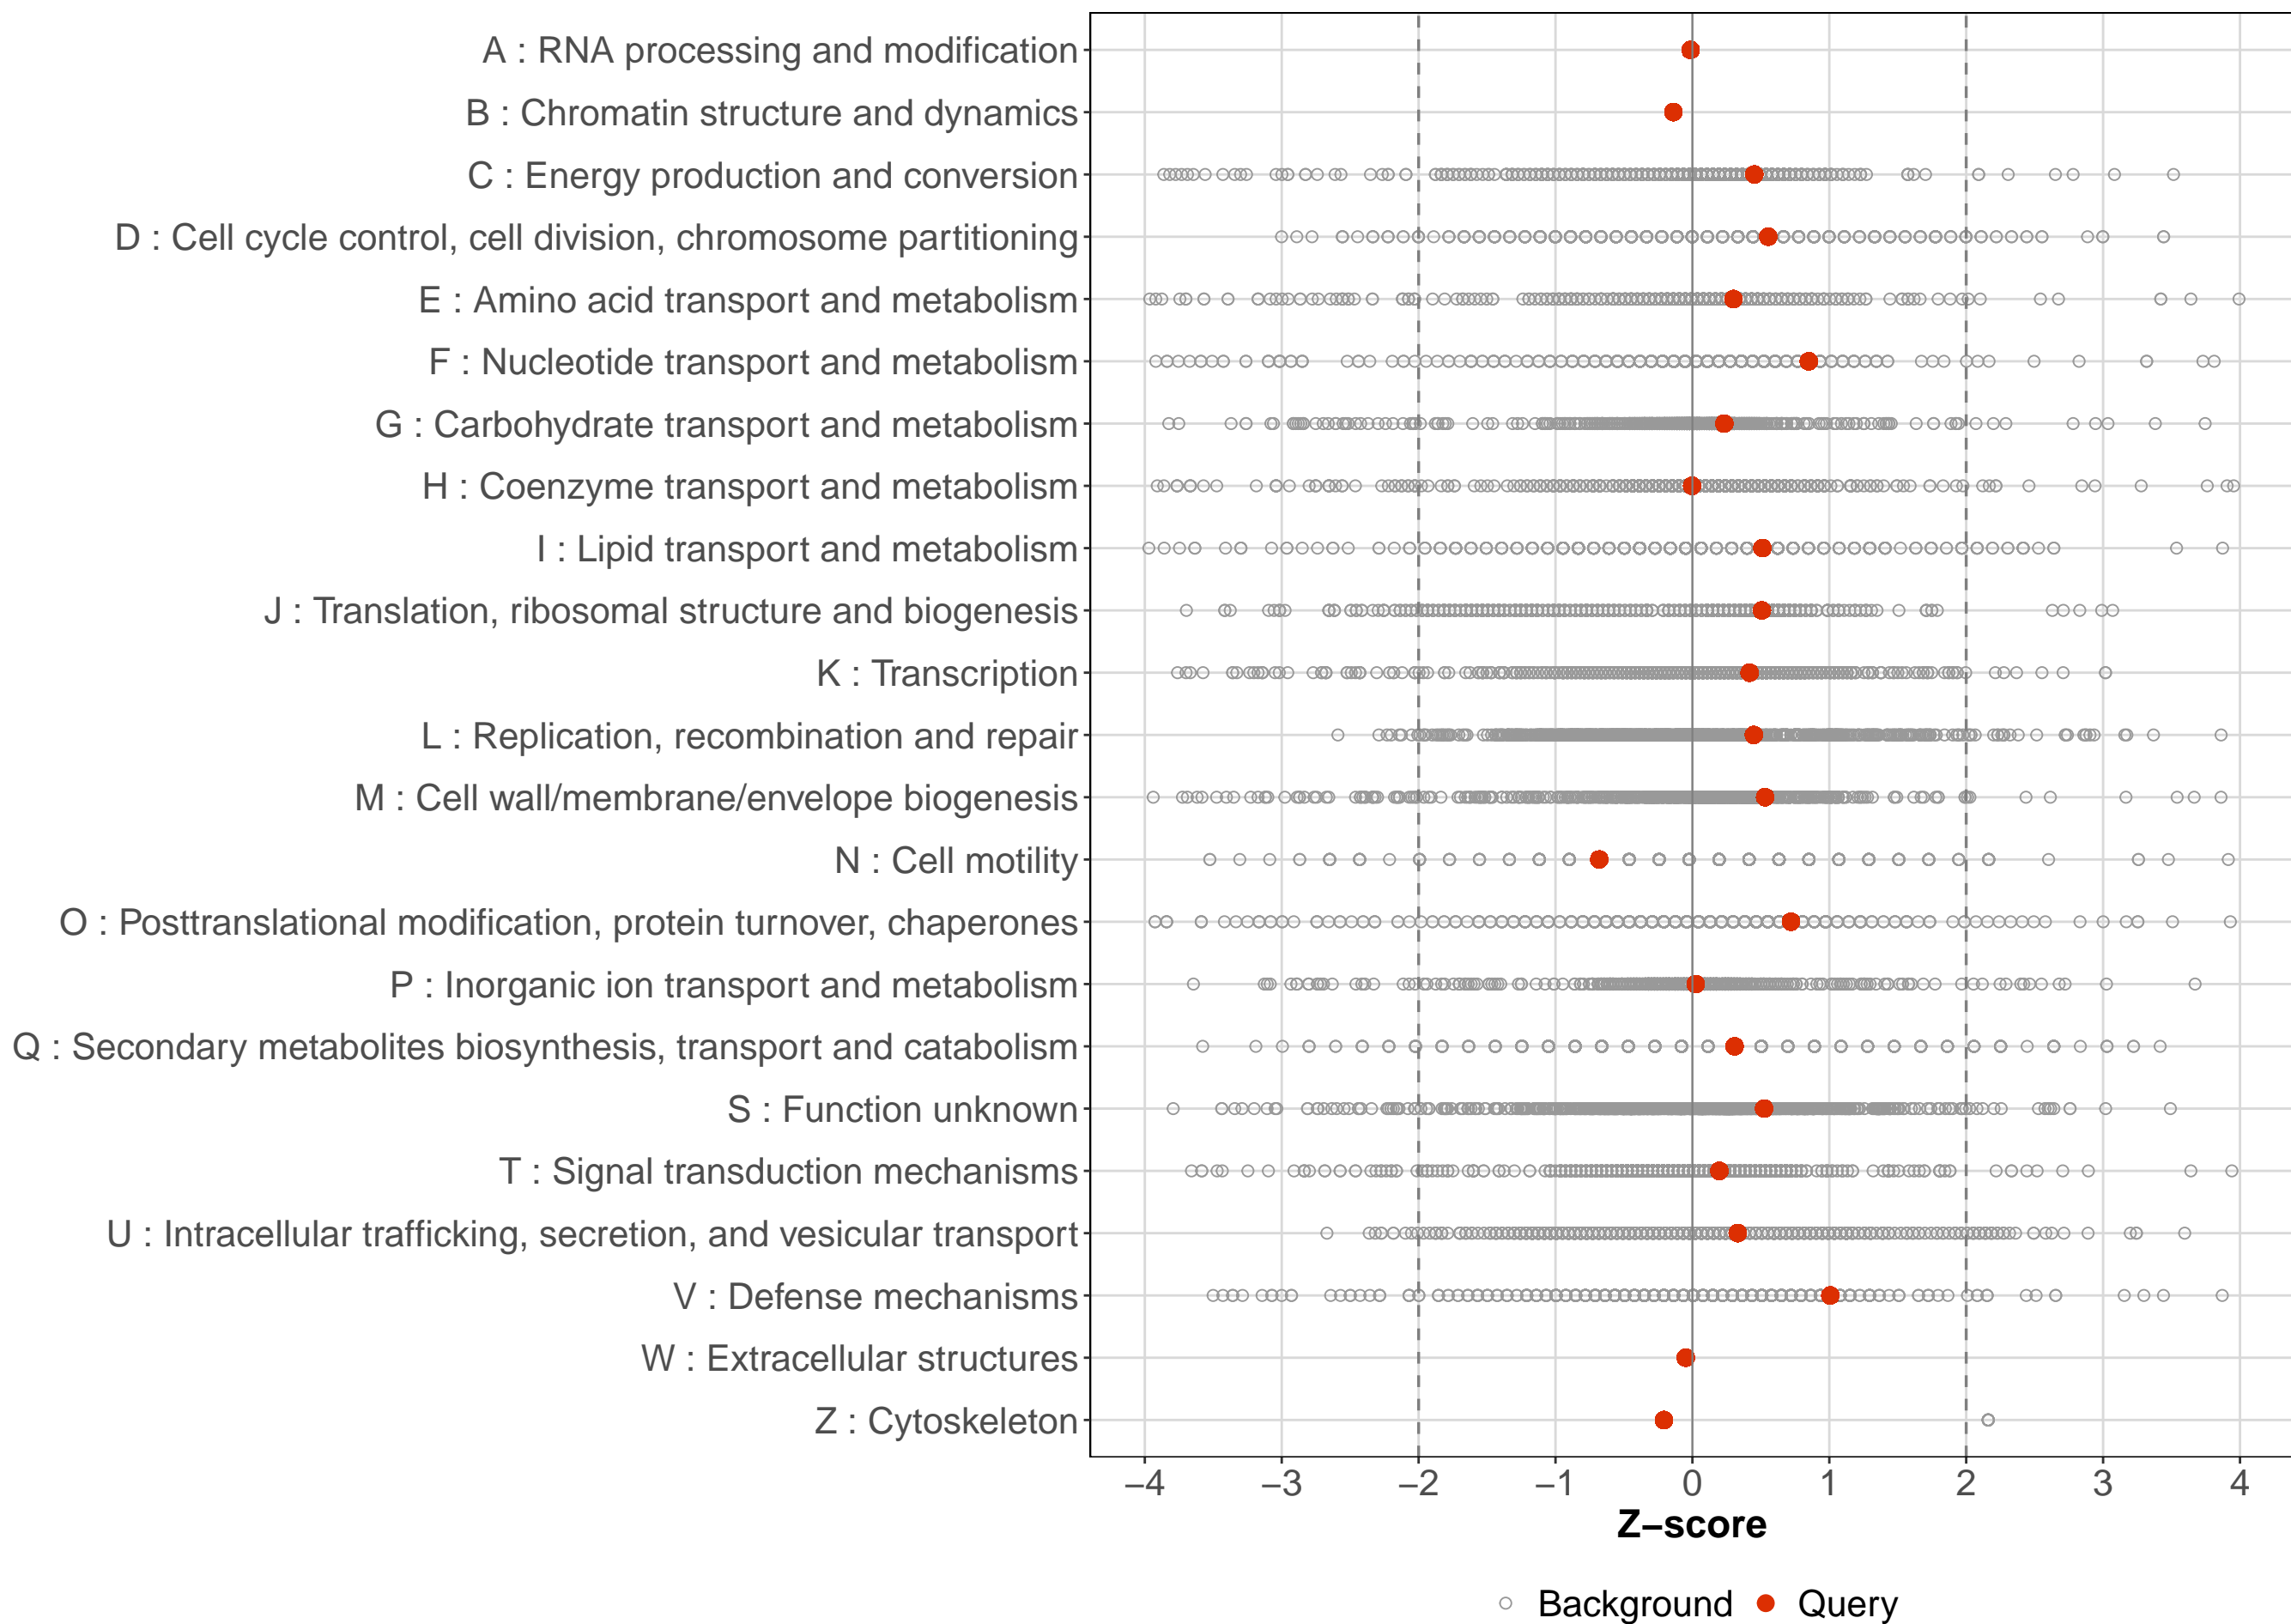 A : RNA processing and modification
B : Chromatin structure and dynamics
C : Energy production and conversion
D : Cell cycle control, cell division, chromosome partitioning
E : Amino acid transport and metabolism
F : Nucleotide transport and metabolism
G : Carbohydrate transport and metabolism
H : Coenzyme transport and metabolism
I : Lipid transport and metabolism
J : Translation, ribosomal structure and biogenesis
K : Transcription
L : Replication, recombination and repair
M : Cell wall/membrane/envelope biogenesis
N : Cell motility
O : Posttranslational modification, protein turnover, chaperones
P : Inorganic ion transport and metabolism
Q : Secondary metabolites biosynthesis, transport and catabolism
S : Function unknown
T : Signal transduction mechanisms
U : Intracellular trafficking, secretion, and vesicular transport
V : Defense mechanisms
W : Extracellular structures
Z : Cytoskeleton
−4 −3 −2 −1 0 1 2 3 4
Z−score
Background Query